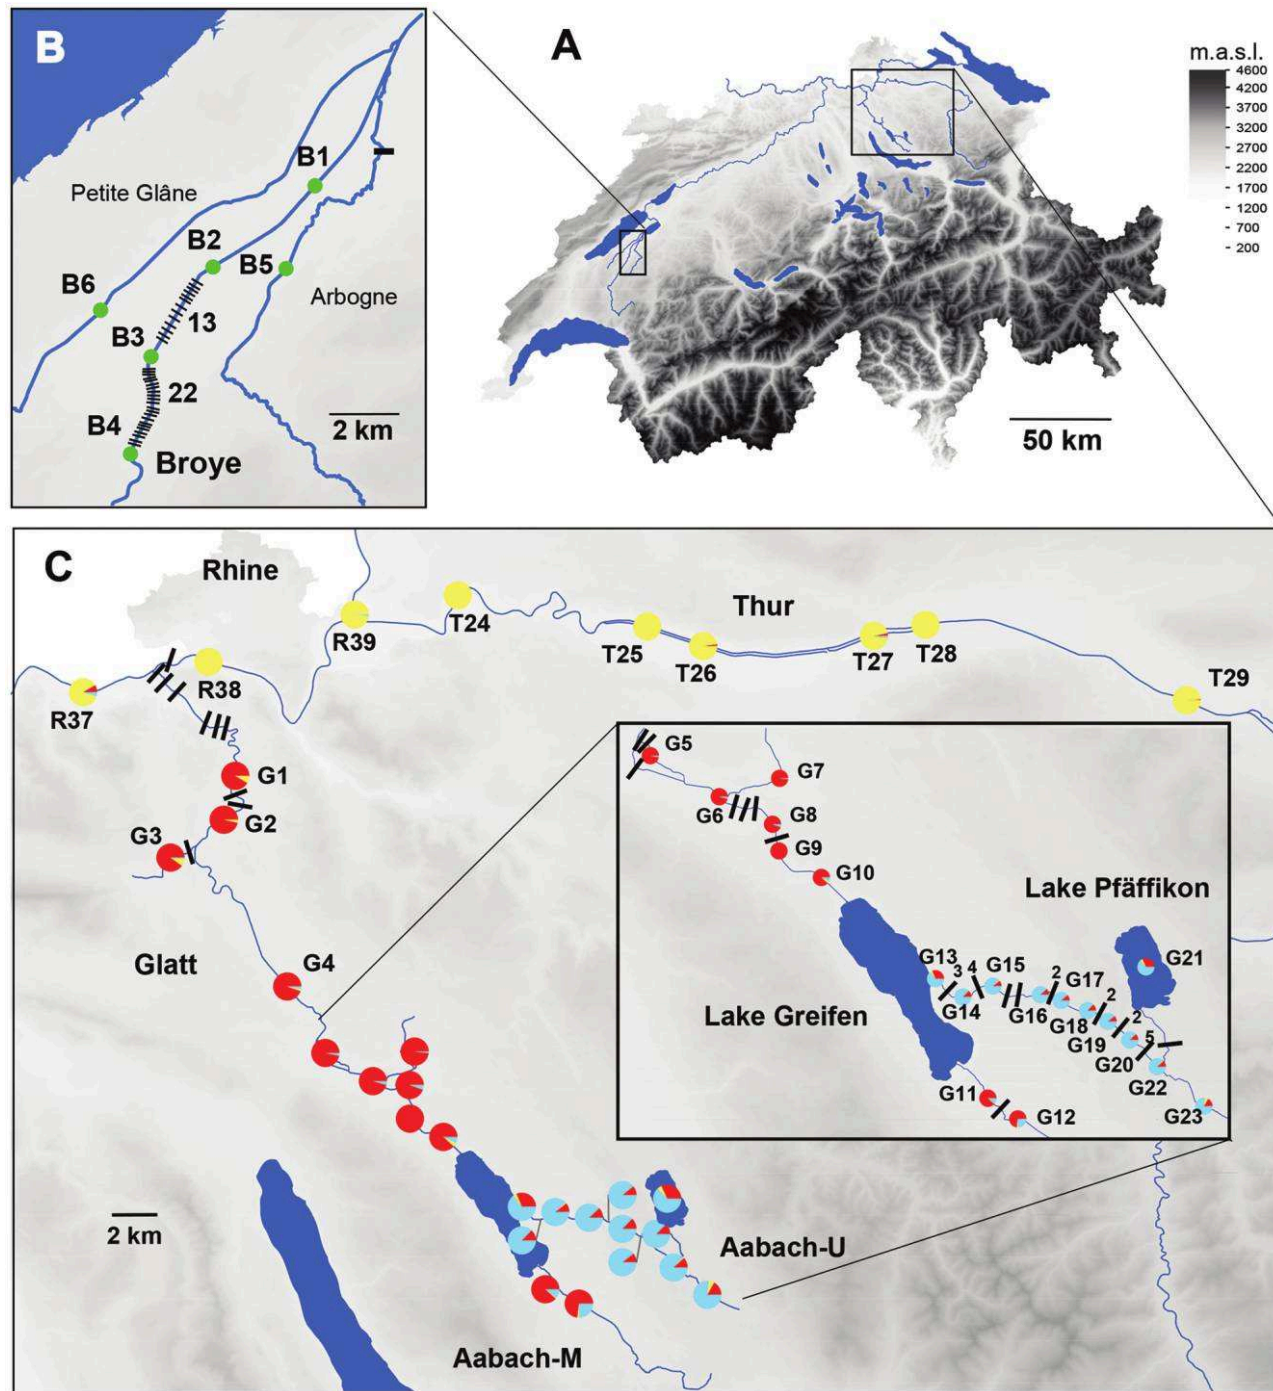 B
Petite Glâne
B1
B2
B5
B6
Arbogne
13
B3
22
B4
2 km
Broye
A
m.a.s.l.
4600
4200
3700
3200
2700
1700
1200
700
200
50 km
C
Rhine
R39
T24
Thur
T25
T26
T27
T28
T29
R38
R37
G1
G2
G3
Glatt
G4
2 km
Aabach-U
Aabach-M
G5
G7
G6
G8
G9
G10
Lake Pfäffikon
G21
G13
3
4
G15
2
G17
2
G14
G16
G18
2
G19
5
G20
G22
G23
Lake Greifen
G11
G12